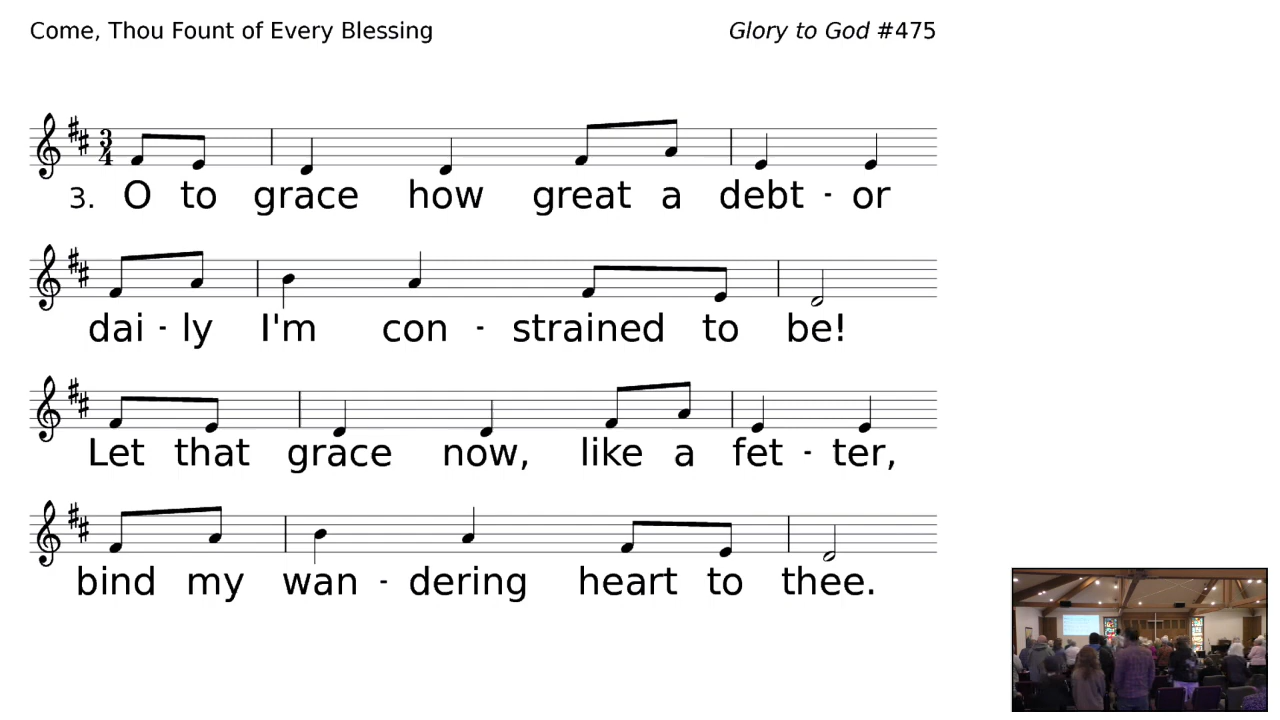 Come, Thou Fount of Every Blessing Glory to God #475
3. O to grace how great a debt - or
dai - ly I'm con - strained to be!
Let that grace now, like a fet - ter,
bind my wan - dering heart to thee.